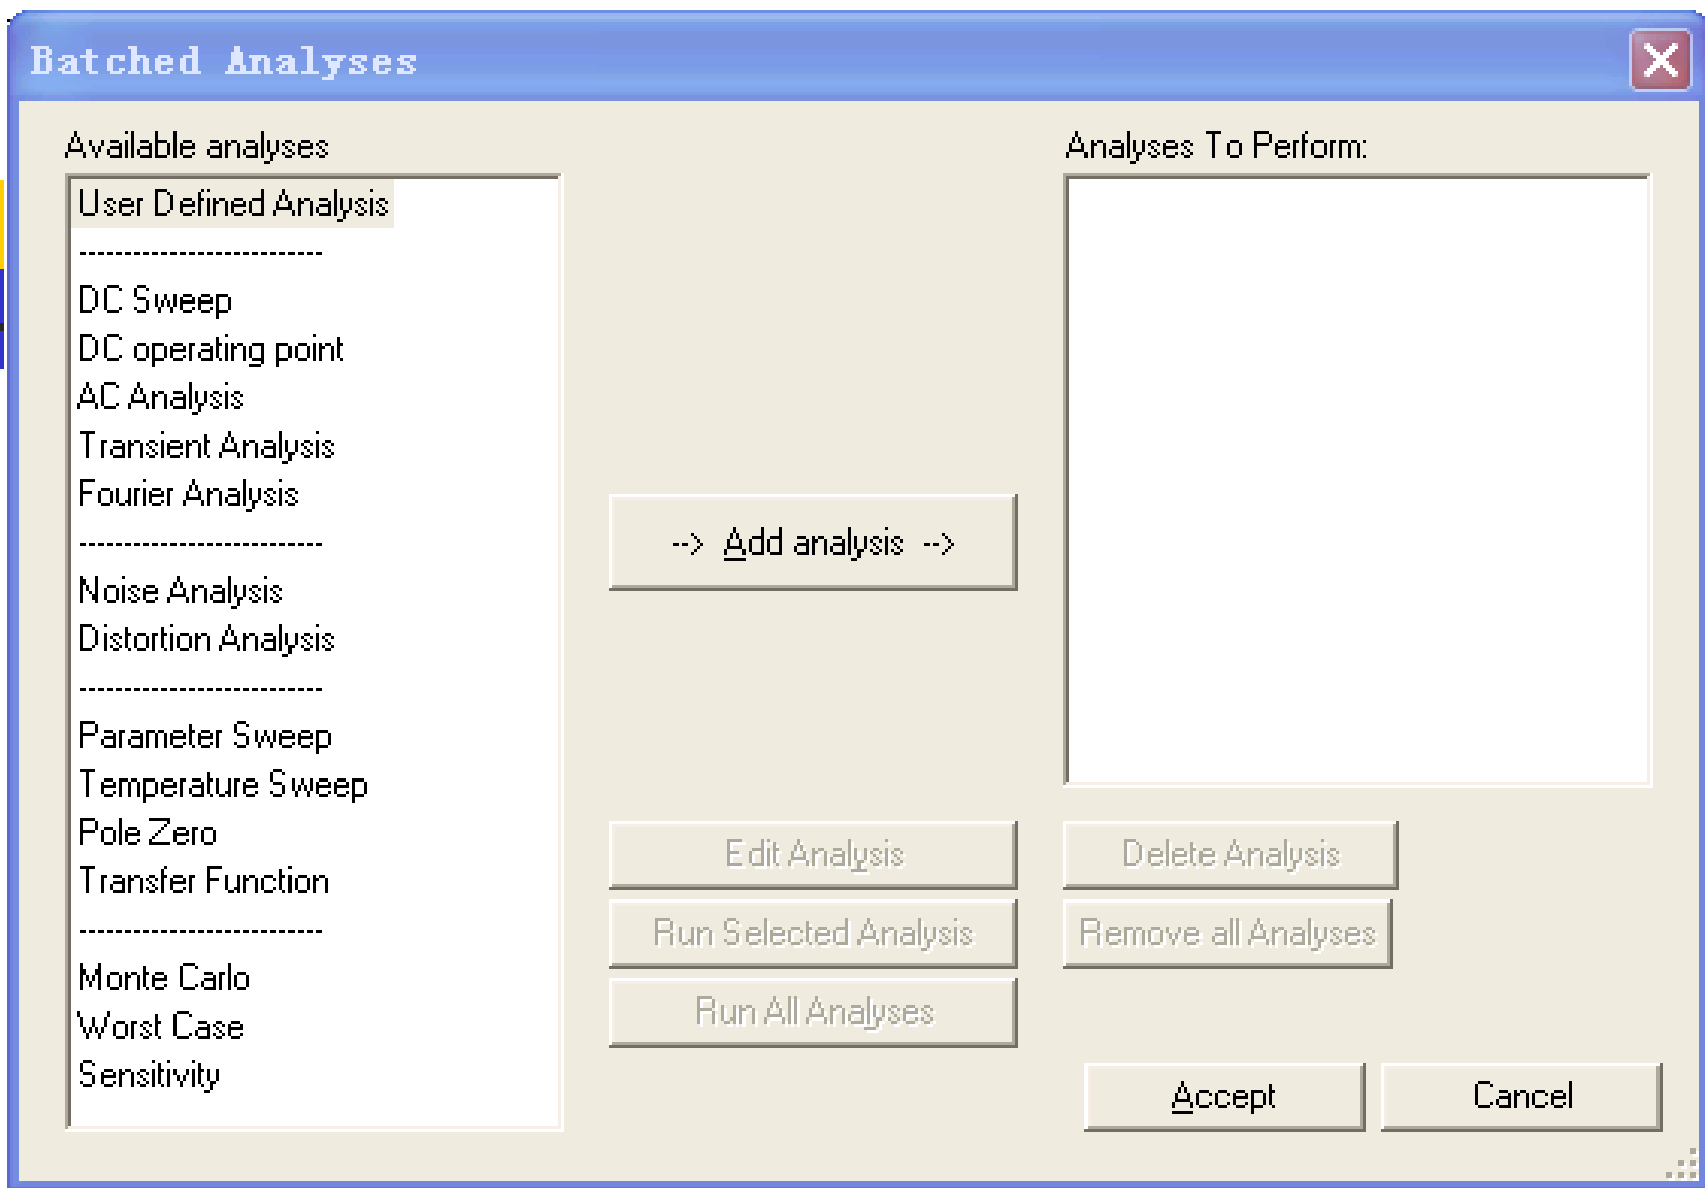 Batched Analyses
Available analyses
User Defined Analysis
---------------------------
DC Sweep
DC operating point
AC Analysis
Transient Analysis
Fourier Analysis
---------------------------
Noise Analysis
Distortion Analysis
---------------------------
Parameter Sweep
Temperature Sweep
Pole Zero
Transfer Function
---------------------------
Monte Carlo
Worst Case
Sensitivity
--> Add analysis -->
Edit Analysis
Run Selected Analysis
Run All Analyses
Analyses To Perform:
Delete Analysis
Remove all Analyses
Accept
Cancel